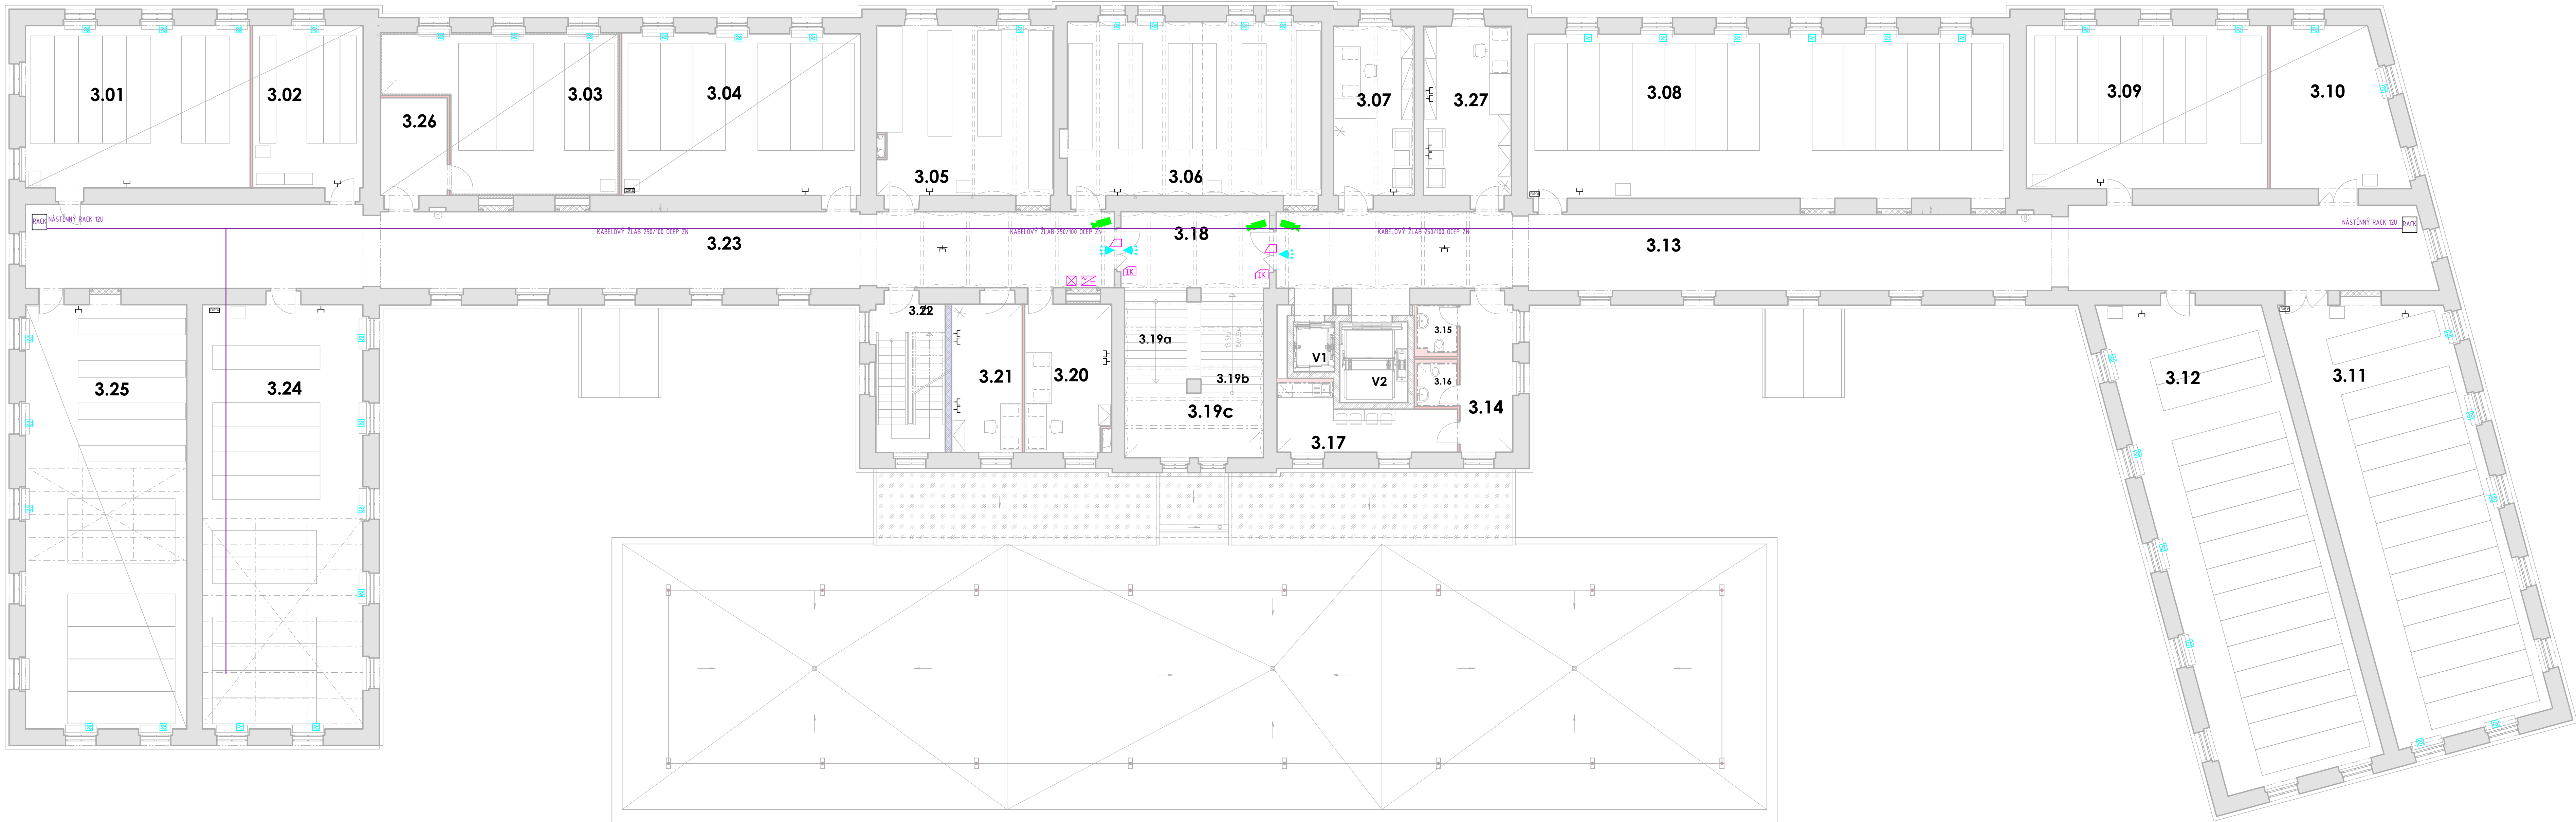 3.01
3.02
3.03
3.04
3.26
3.05
3.06
3.07
3.27
3.08
3.09
3.10
RACK
NÁSTĚNNÝ RACK 12U
KABELOVÝ ŽLAB 250/100 OCEP ZN
3.23
KABELOVÝ ŽLAB 250/100 OCEP ZN
3.18
KABELOVÝ ŽLAB 250/100 OCEP ZN
3.13
NÁSTĚNNÝ RACK 12U
RACK
3.25
3.24
3.22
3.21
3.20
3.19a
3.19b
3.19c
V1
V2
3.15
3.16
3.14
3.17
3.12
3.11